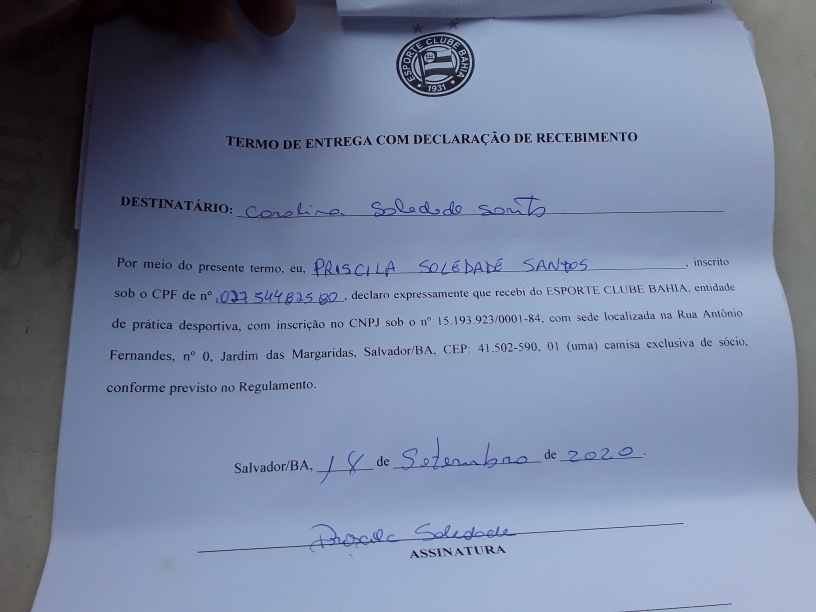 ESPORTE CLUBE BAHIA
1931
TERMO DE ENTREGA COM DECLARAÇÃO DE RECEBIMENTO
DESTINATÁRIO: Carolina Soledade Santos
Por meio do presente termo, eu, PRISCILA SOLEDADE SANTOS, inscrito
sob o CPF de nº 02754482580, declaro expressamente que recebi do ESPORTE CLUBE BAHIA, entidade
de prática desportiva, com inscrição no CNPJ sob o nº 15.193.923/0001-84, com sede localizada na Rua Antônio
Fernandes, nº 0, Jardim das Margaridas, Salvador/BA, CEP: 41.502-590, 01 (uma) camisa exclusiva de sócio,
conforme previsto no Regulamento.
Salvador/BA, 18 de Setembro de 2020.
Priscila Soledade
ASSINATURA